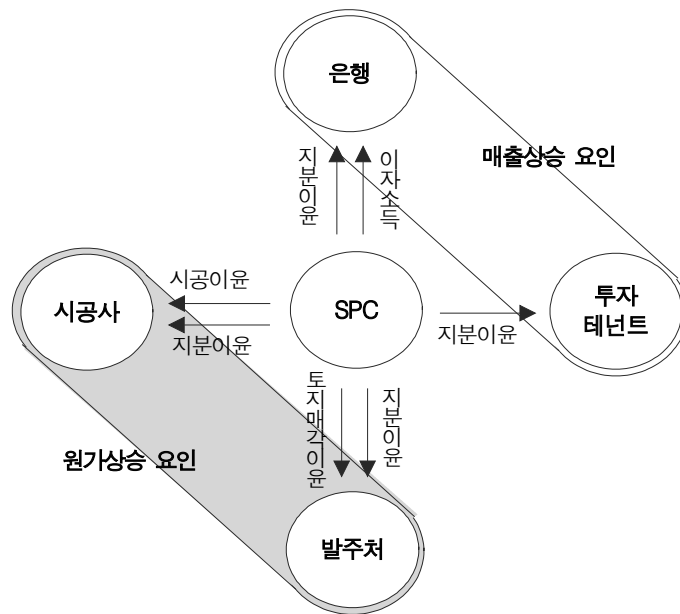 은행
매출상승 요인
지분이윤
이자소득
시공사
시공이윤
지분이윤
SPC
지분이윤
투자
테넌트
원가상승 요인
토지매각이윤
지분이윤
발주처